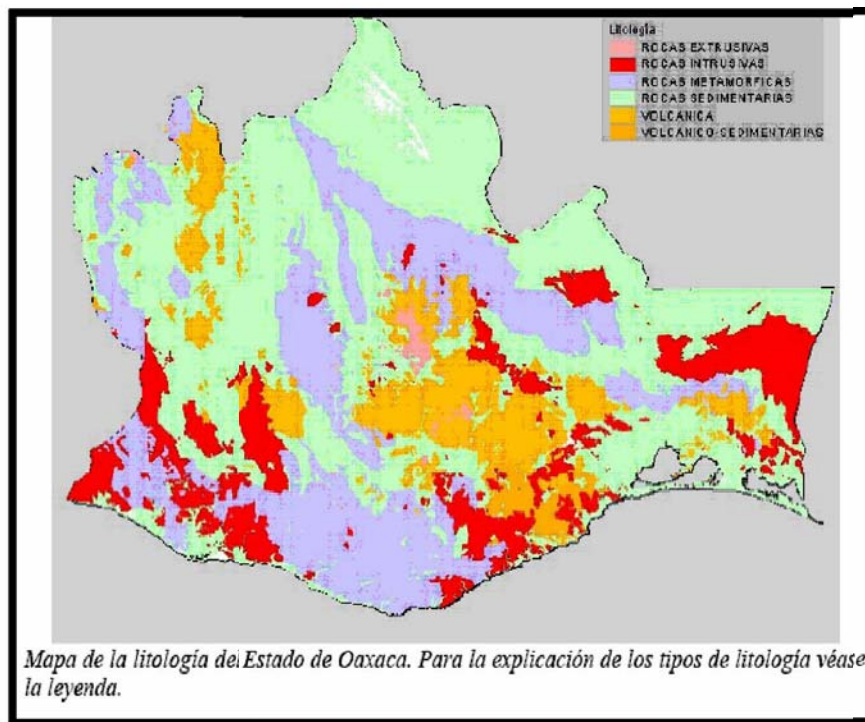 Litología
ROCAS EXTRUSIVAS
ROCAS INTRUSIVAS
ROCAS METAMORFICAS
ROCAS SEDIMENTARIAS
VOLCANICA
VOLCANICO-SEDIMENTARIAS
Mapa de la litología del Estado de Oaxaca. Para la explicación de los tipos de litología véase
la leyenda.